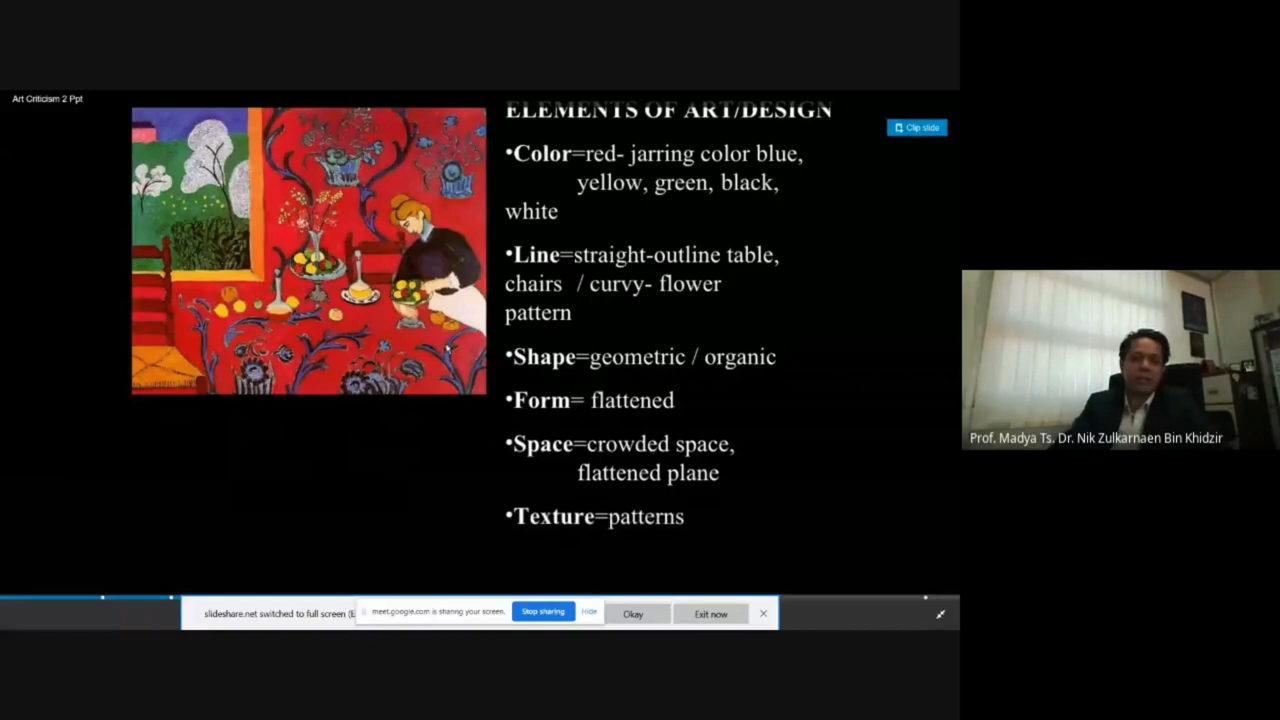 Art Criticism 2 Ppt
ELEMENTS OF ART/DESIGN
Clip slide
•Color=red- jarring color blue,
yellow, green, black,
white
•Line=straight-outline table,
chairs / curvy- flower
pattern
•Shape=geometric / organic
•Form= flattened
•Space=crowded space,
flattened plane
•Texture=patterns
Prof. Madya Ts. Dr. Nik Zulkarnaen Bin Khidzir
slideshare.net switched to full screen (E
meet.google.com is sharing your screen.
Stop sharing
Hide
Okay
Exit now